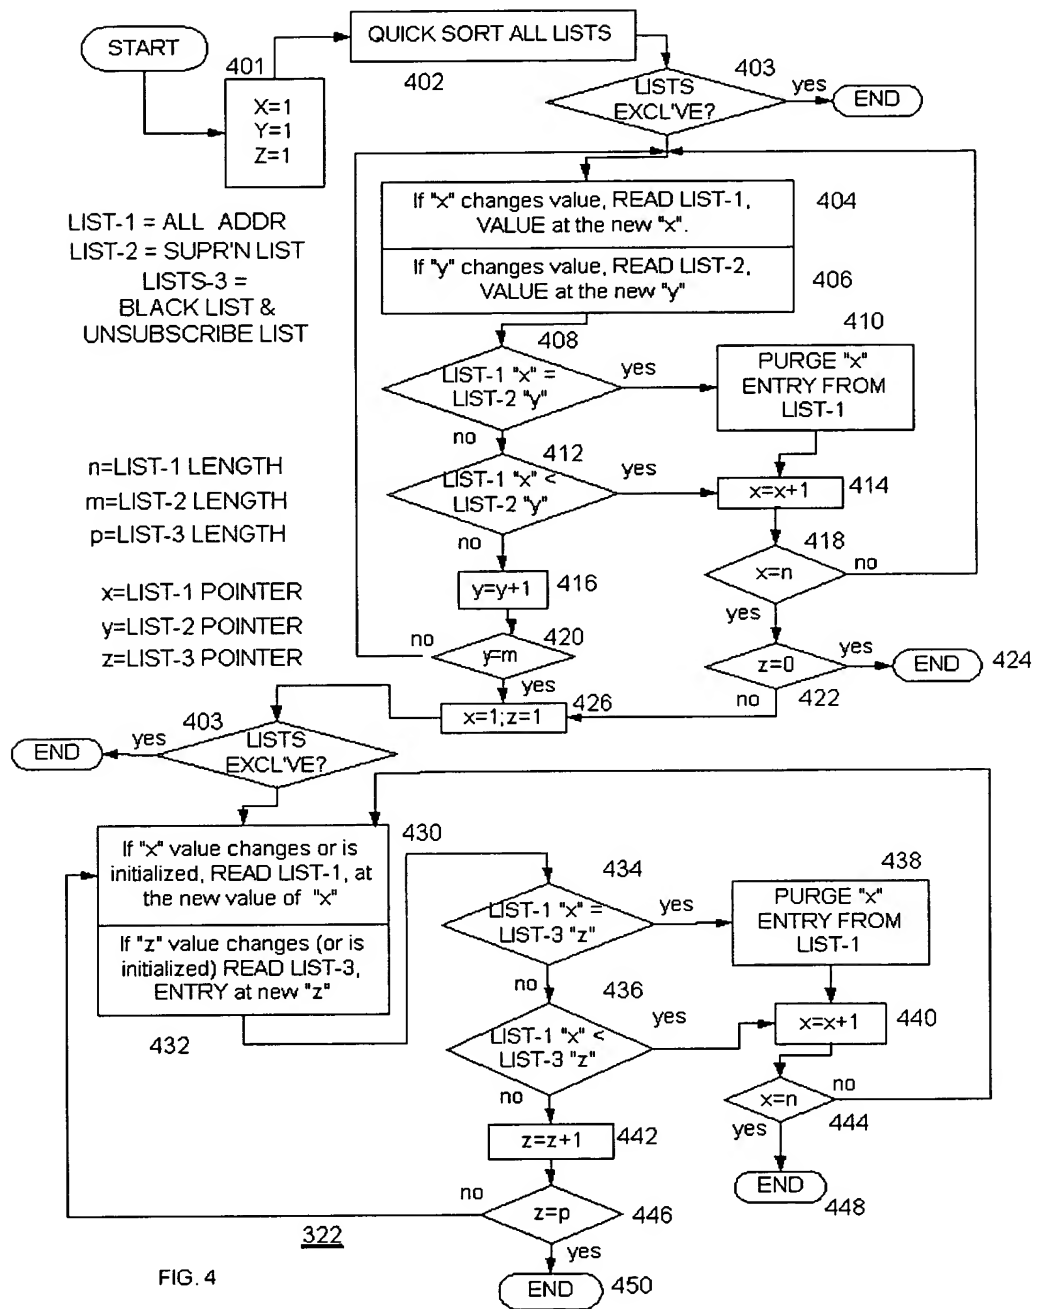 START
401
X=1
Y=1
Z=1
QUICK SORT ALL LISTS
402
403
LISTS
EXCL'VE?
yes
END
LIST-1 = ALL ADDR
LIST-2 = SUPR'N LIST
LISTS-3 =
BLACK LIST &
UNSUBSCRIBE LIST
If "x" changes value, READ LIST-1,
VALUE at the new "x".
404
If "y" changes value, READ LIST-2,
VALUE at the new "y"
406
408
LIST-1 "x" =
LIST-2 "y"
yes
no
410
PURGE "x"
ENTRY FROM
LIST-1
412
LIST-1 "x" <
LIST-2 "y"
yes
no
x=x+1
414
n=LIST-1 LENGTH
m=LIST-2 LENGTH
p=LIST-3 LENGTH
418
x=n
no
yes
y=y+1
416
x=LIST-1 POINTER
y=LIST-2 POINTER
z=LIST-3 POINTER
420
y=m
no
yes
z=0
yes
no
422
END
424
x=1;z=1
426
403
LISTS
EXCL'VE?
yes
END
If "x" value changes or is
initialized, READ LIST-1, at
the new value of "x"
430
If "z" value changes (or is
initialized) READ LIST-3,
ENTRY at new "z"
432
434
LIST-1 "x" =
LIST-3 "z"
yes
no
438
PURGE "x"
ENTRY FROM
LIST-1
436
LIST-1 "x" <
LIST-3 "z"
yes
no
x=x+1
440
x=n
no
yes
444
END
448
z=z+1
442
z=p
no
yes
446
END
450
322
FIG. 4